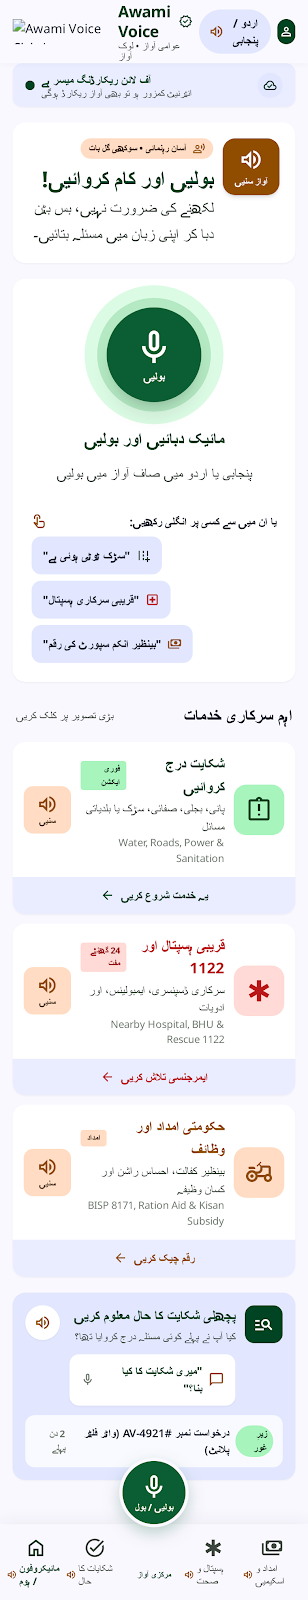 Awami Voice
Awami Voice
عوامی آواز • لوک
آواز
اردو /
پنجابی
آف لائن ریکارڈنگ میسر ہے
انٹرنیٹ کمزور ہو تو بھی آواز ریکارڈ ہوگی
آسان رہنمائی • سوکھی گل بات
آواز سنیں
بولیں اور کام کروائیں!
لکھنے کی ضرورت نہیں، بس بٹن
دبا کر اپنی زبان میں مسئلہ بتائیں۔
بولیں
مائیک دبائیں اور بولیں
پنجابی یا اردو میں صاف آواز میں بولیں
یا ان میں سے کسی پر انگلی رکھیں:
"سڑک ٹوٹی ہوئی ہے"
"قریبی سرکاری ہسپتال"
"بینظیر انکم سپورٹ کی رقم"
اہم سرکاری خدمات
بڑی تصویر پر کلک کریں
شکایت درج
کروائیں
فوری
ایکشن
پانی، بجلی، صفائی، سڑک یا بلدیاتی
مسائل
Water, Roads, Power &
Sanitation
سنیں
یہ خدمت شروع کریں
قریبی ہسپتال اور
1122
24 گھنٹے
مفت
سرکاری ڈسپنسری، ایمبولینس، اور
ادویات
Nearby Hospital, BHU &
Rescue 1122
سنیں
ایمرجنسی تلاش کریں
حکومتی امداد اور
وظائف
امداد
بینظیر کفالت، احساس راشن اور
کسان وظیفہ
BISP 8171, Ration Aid & Kisan
Subsidy
سنیں
رقم چیک کریں
پچھلی شکایت کا حال معلوم کریں
کیا آپ نے پہلے کوئی مسئلہ درج کروایا تھا؟
"میری شکایت کا کیا
بنا؟"
زیر
غور
درخواست نمبر #AV-4921 (واٹر فلٹر
پلانٹ)
2 دن
پہلے
بولیں / بول
امداد و
اسکیمیں
ہسپتال و
صحت
مرکزی آواز
شکایات کا
حال
مائیکروفون
/ ہوم